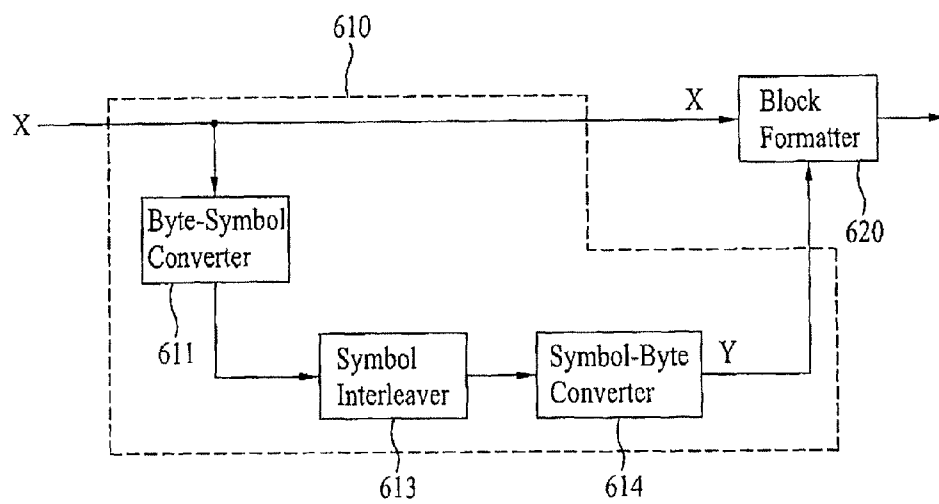 610
X
X
Block
Formatter
620
Byte-Symbol
Converter
611
Symbol
Interleaver
613
Symbol-Byte
Converter
614
Y